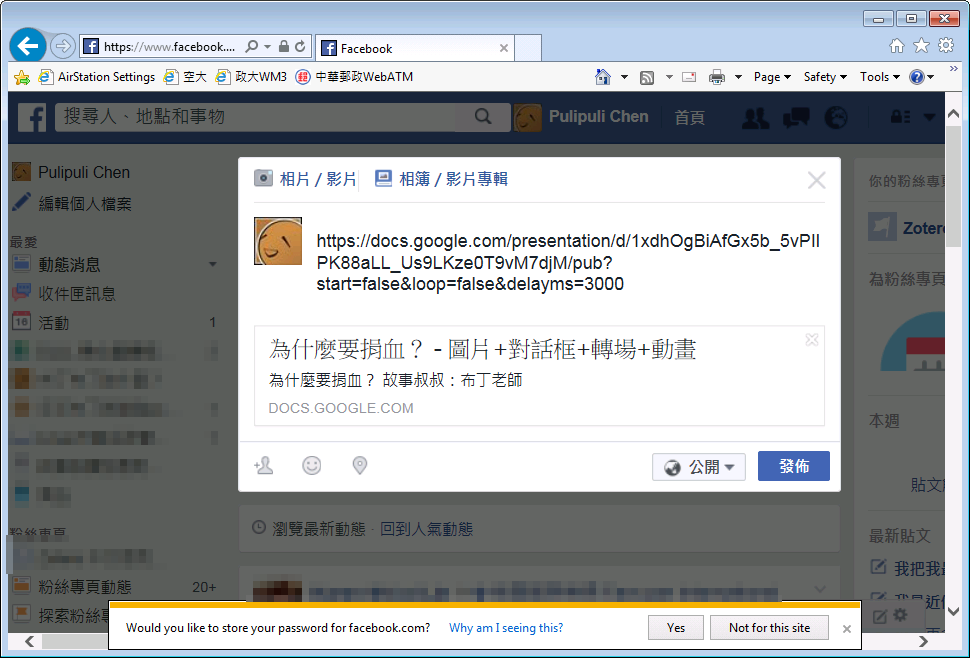 https://www.facebook....
Facebook
AirStation Settings 空大 政大WM3 中華郵政WebATM
Page Safety Tools
搜尋人、地點和事物
Pulipuli Chen 首頁
Pulipuli Chen
編輯個人檔案
最愛
動態消息
收件匣訊息
16 活動 1
粉絲專頁
粉絲專頁動態 20+
探索粉絲專
相片 / 影片 相簿 / 影片專輯
https://docs.google.com/presentation/d/1xdhOgBiAfGx5b_5vPIl
PK88aLL_Us9LKze0T9vM7djM/pub?
start=false&loop=false&delayms=3000
為什麼要捐血？ - 圖片+對話框+轉場+動畫
為什麼要捐血？ 故事叔叔：布丁老師
DOCS.GOOGLE.COM
公開 發佈
瀏覽最新動態 · 回到人氣動態
你的粉絲專頁
Zotero
為粉絲專頁
本週
貼文
最新貼文
我把我
我是近
Would you like to store your password for facebook.com? Why am I seeing this? Yes Not for this site